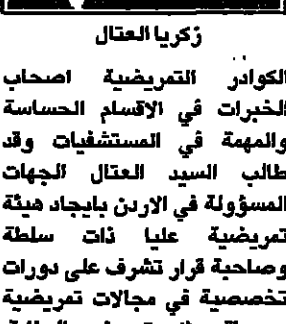 زكريا العتال
الكوادر التمريضية اصحاب
الخبرات في الاقسام الحساسة
والمهمة في المستشفيات وقد
طالب السيد العتال الجهات
المسؤولة في الاردن بايجاد هيئة
تمريضية عليا ذات سلطة
وصاحبة قرار تشرف على دورات
تخصصية في مجالات تمريضية